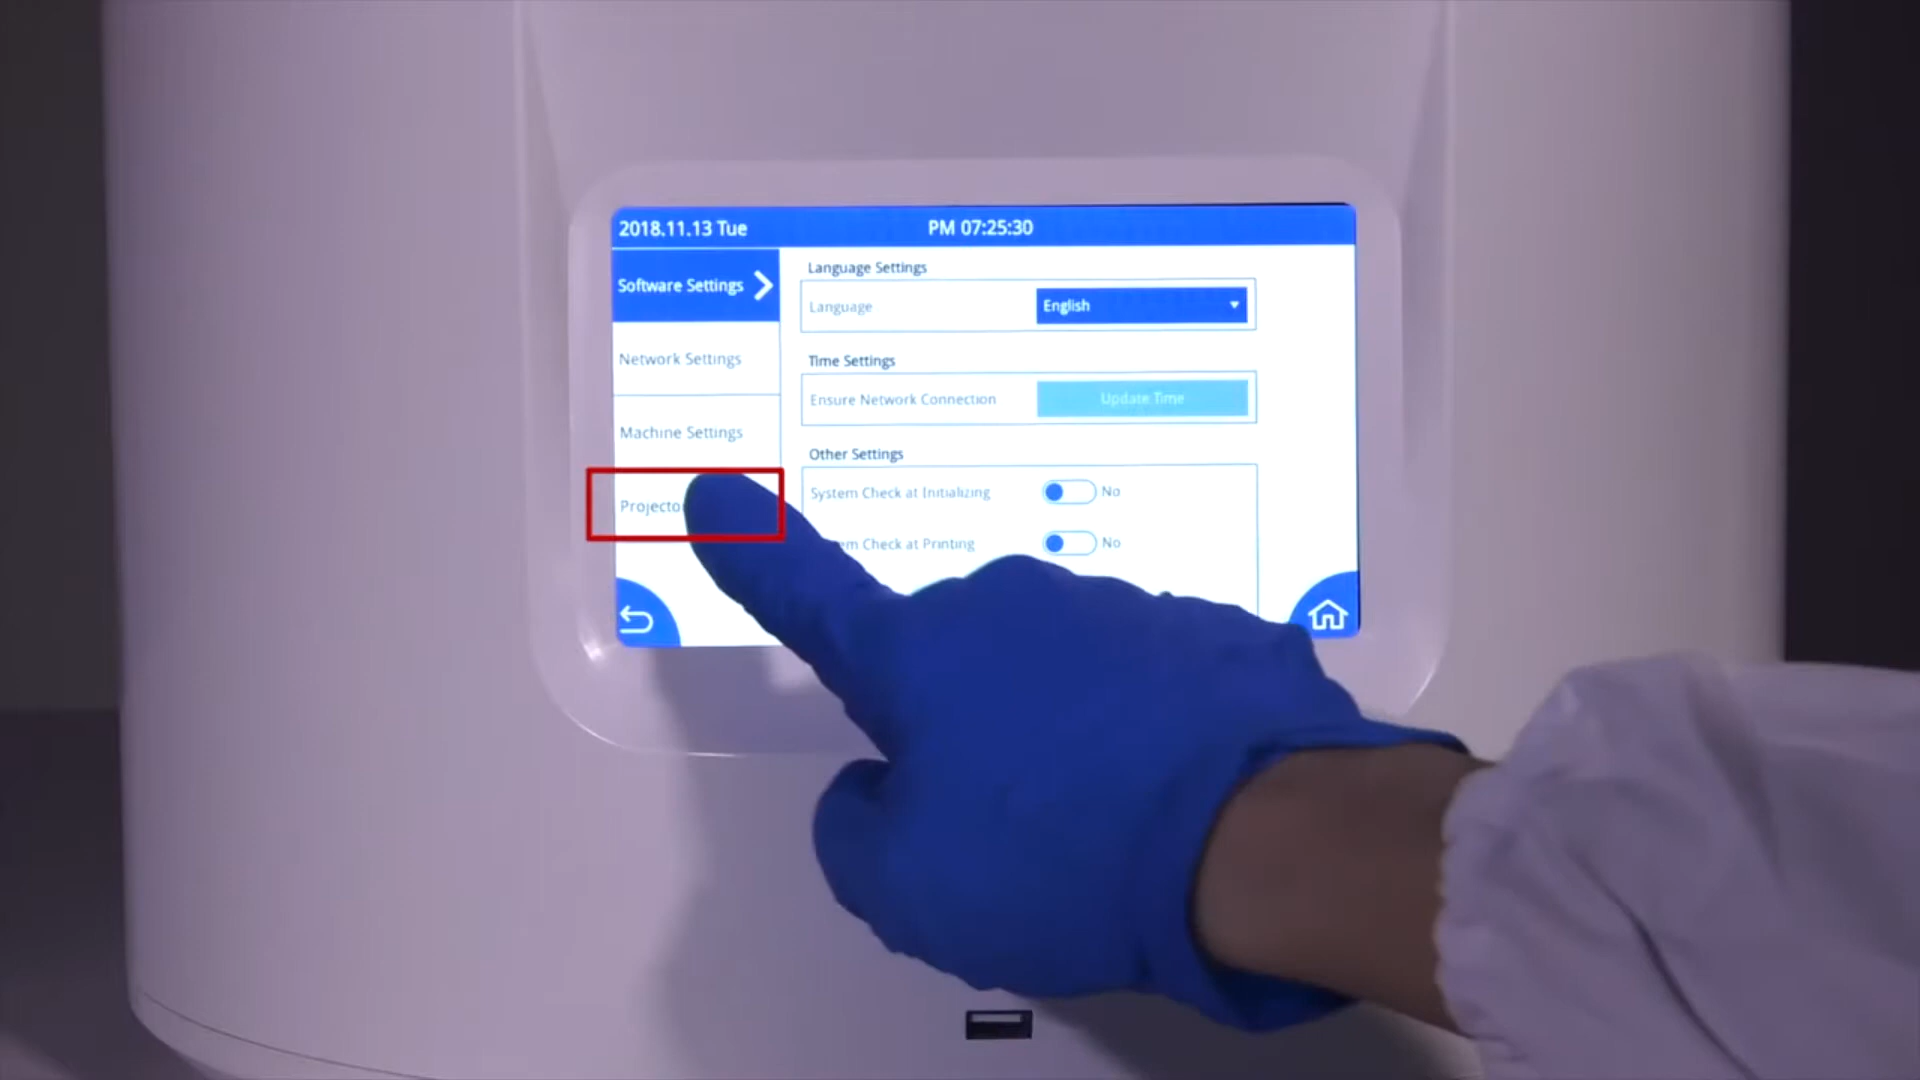 2018.11.13 Tue
PM 07:25:30
Software Settings
Network Settings
Machine Settings
Language Settings
Language
English
Time Settings
Ensure Network Connection
Update Time
Other Settings
System Check at Initializing
No
Check at Printing
No